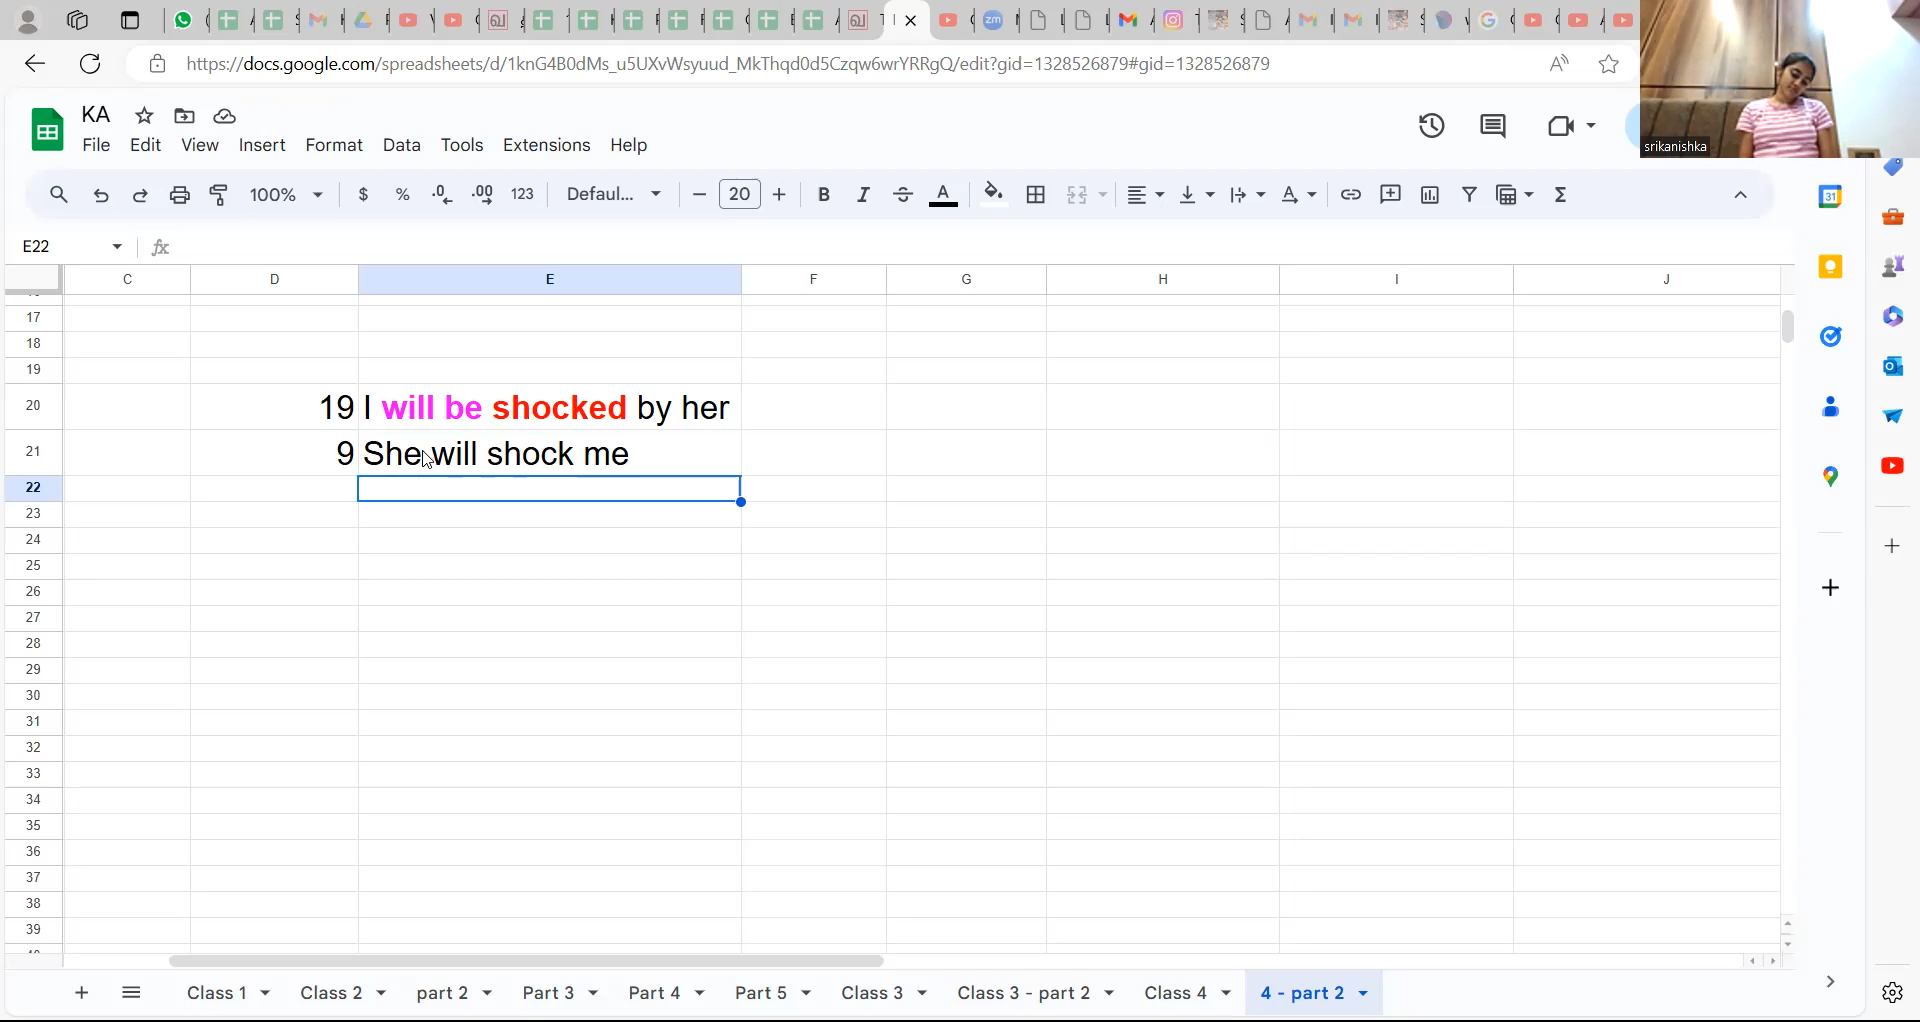 https://docs.google.com/spreadsheets/d/1knG4B0dMs_u5UXvWsyuud_MkThqd0d5Czqw6wrYRRgQ/edit?gid=1328526879#gid=1328526879
KA
File Edit View Insert Format Data Tools Extensions Help
srikanishka
100% $ % .0 .00 123 Defaul... 20 B I A
E22 fx
C D E F G H I J
17
18
19
20 19 I will be shocked by her
21 9 She will shock me
22
23
24
25
26
27
28
29
30
31
32
33
34
35
36
37
38
39
Class 1 Class 2 part 2 Part 3 Part 4 Part 5 Class 3 Class 3 - part 2 Class 4 4 - part 2